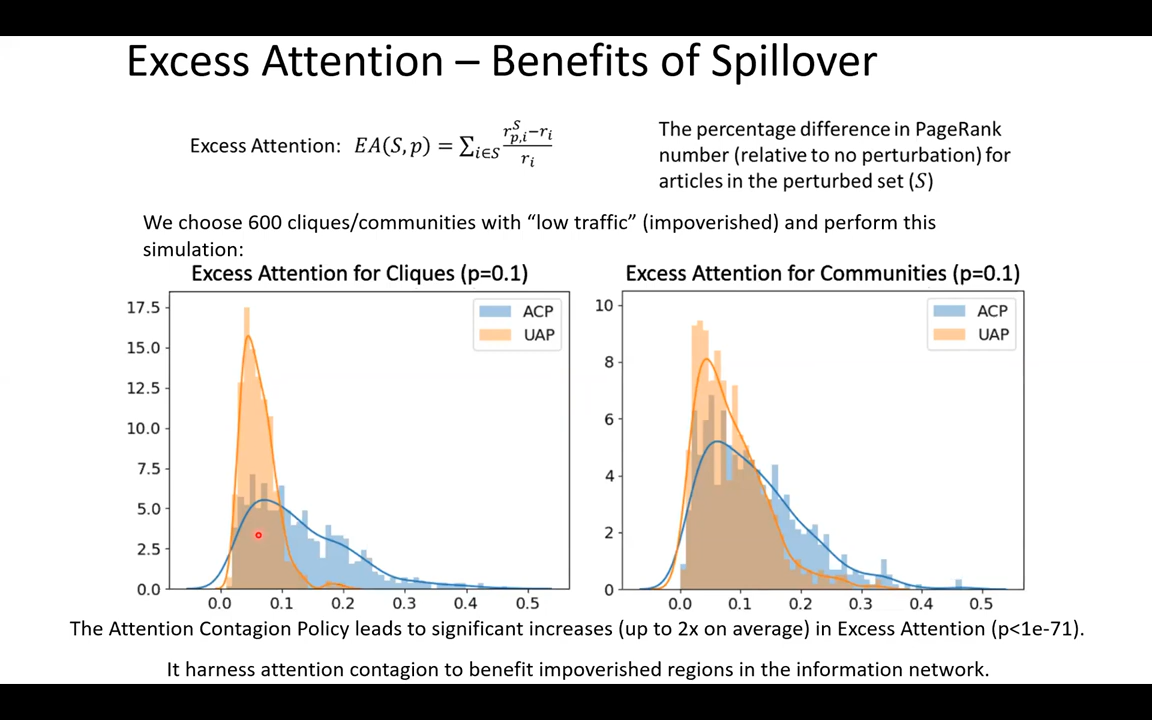 Excess Attention – Benefits of Spillover
Excess Attention: EA(S, p) = ∑_{i∈S} (r^S_{p,i} − r_i) / r_i
The percentage difference in PageRank
number (relative to no perturbation) for
articles in the perturbed set (S)
We choose 600 cliques/communities with “low traffic” (impoverished) and perform this
simulation:
Excess Attention for Cliques (p=0.1)
17.5
15.0
12.5
10.0
7.5
5.0
2.5
0.0
ACP
UAP
0.0 0.1 0.2 0.3 0.4 0.5
Excess Attention for Communities (p=0.1)
10
8
6
4
2
0
ACP
UAP
0.0 0.1 0.2 0.3 0.4 0.5
The Attention Contagion Policy leads to significant increases (up to 2x on average) in Excess Attention (p<1e-71).
It harness attention contagion to benefit impoverished regions in the information network.